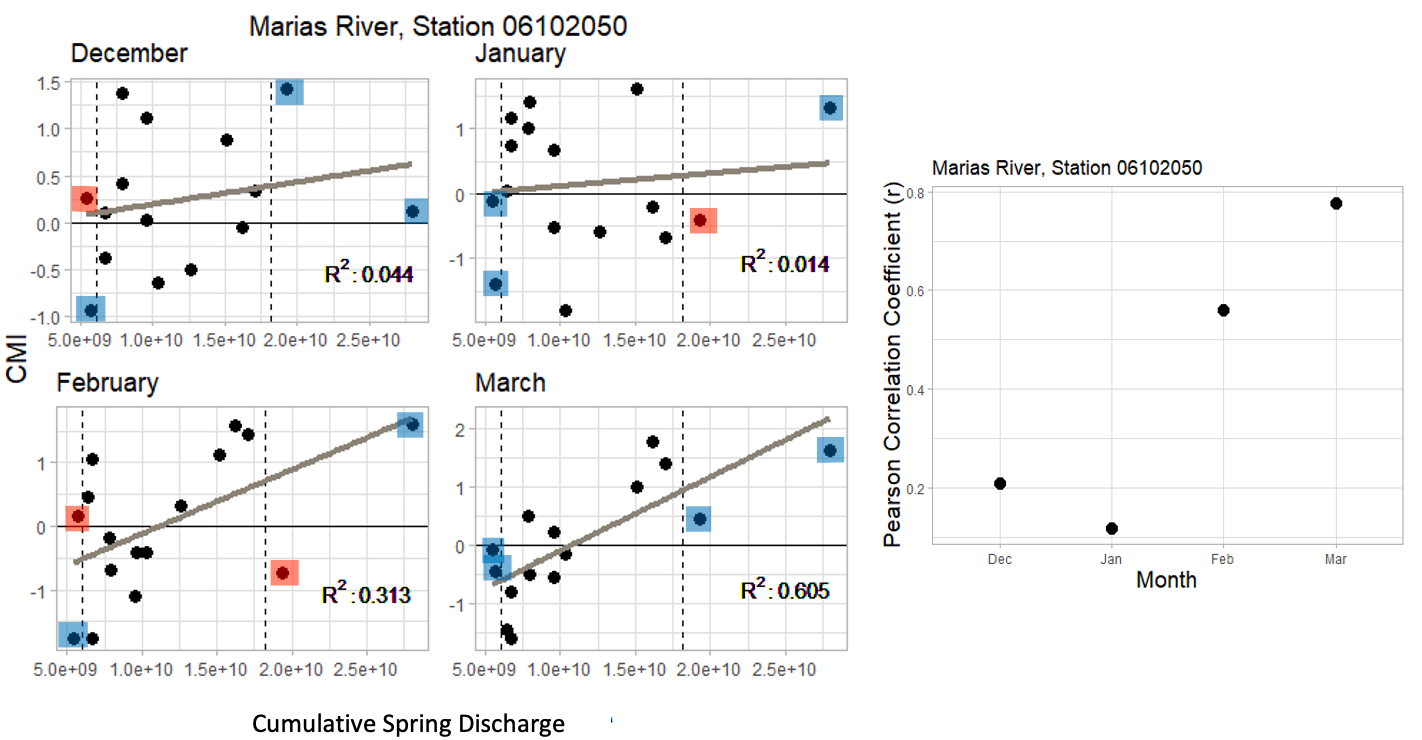 Marias River, Station 06102050
December
1.5
1.0
0.5
0.0
-0.5
-1.0
R²: 0.044
5.0e+09 1.0e+10 1.5e+10 2.0e+10 2.5e+10
January
1
0
-1
R²: 0.014
5.0e+09 1.0e+10 1.5e+10 2.0e+10 2.5e+10
CMI
February
1
0
-1
R²: 0.313
5.0e+09 1.0e+10 1.5e+10 2.0e+10 2.5e+10
March
2
1
0
-1
R²: 0.605
5.0e+09 1.0e+10 1.5e+10 2.0e+10 2.5e+10
Cumulative Spring Discharge
Marias River, Station 06102050
Pearson Correlation Coefficient (r)
0.8
0.6
0.4
0.2
Dec Jan Feb Mar
Month